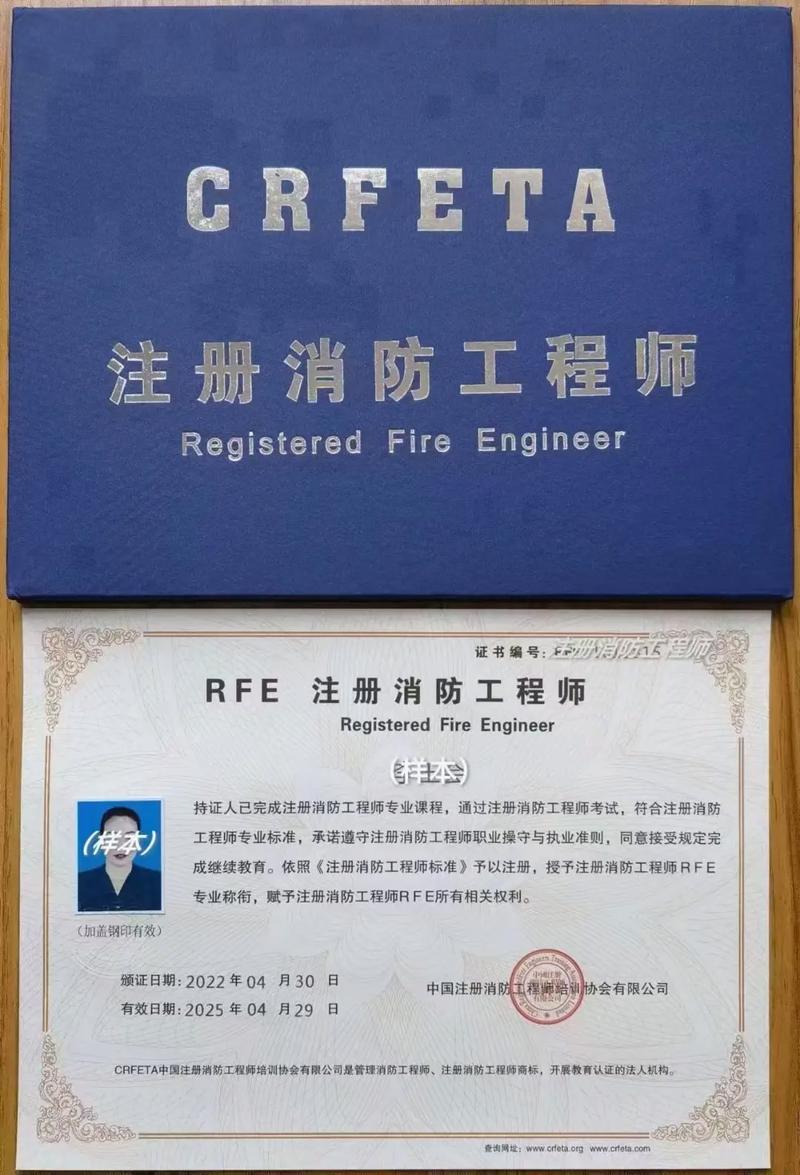 CRFETA
注册消防工程师
Registered Fire Engineer
证书编号:
注册消防工程师
RFE 注册消防工程师
Registered Fire Engineer
(样本)
持证人已完成注册消防工程师专业课程，通过注册消防工程师考试，符合注册消防
工程师专业标准，承诺遵守注册消防工程师职业操守与执业准则，同意接受规定完
成继续教育。依照《注册消防工程师标准》予以注册，授予注册消防工程师RFE
专业称衔，赋予注册消防工程师RFE所有相关权利。
(样本)
（加盖钢印有效）
颁证日期:2022年04月30日
有效日期:2025年04月29日
中国注册消防工程师培训协会有限公司
CRFETA中国注册消防工程师培训协会有限公司是管理消防工程师、注册消防工程师商标，开展教育认证的法人机构。
查询网址：www.crfeta.org www.crfeta.com